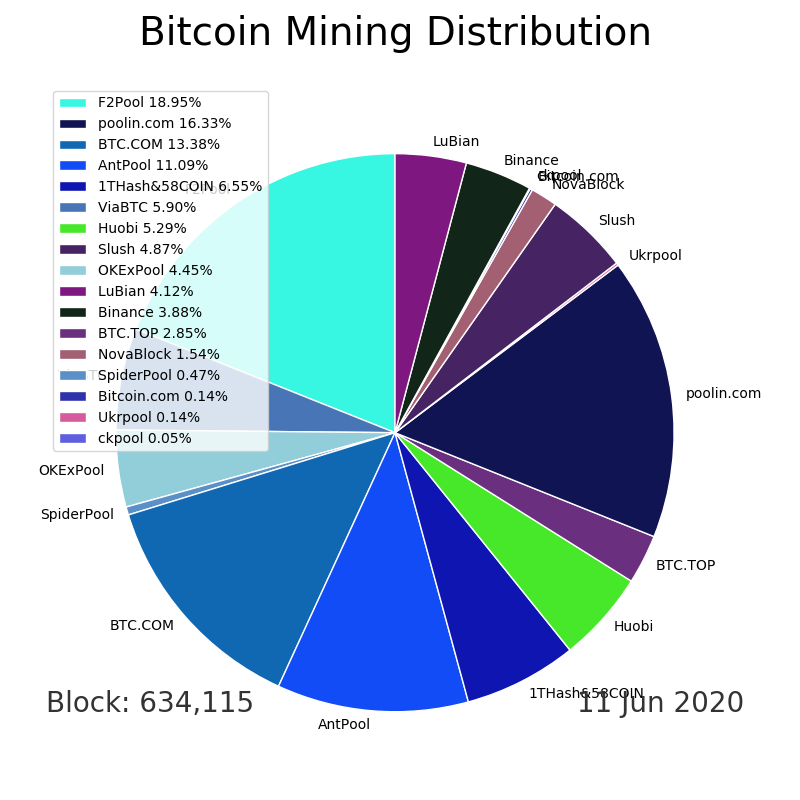 Bitcoin Mining Distribution
F2Pool 18.95%
poolin.com 16.33%
BTC.COM 13.38%
AntPool 11.09%
1THash&58COIN 6.55%
ViaBTC 5.90%
Huobi 5.29%
Slush 4.87%
OKExPool 4.45%
LuBian 4.12%
Binance 3.88%
BTC.TOP 2.85%
NovaBlock 1.54%
SpiderPool 0.47%
Bitcoin.com 0.14%
Ukrpool 0.14%
ckpool 0.05%
LuBian
Binance
ckpool
Bitcoin.com
NovaBlock
Slush
Ukrpool
poolin.com
BTC.TOP
Huobi
1THash&58COIN
AntPool
BTC.COM
SpiderPool
OKExPool
Block: 634,115
11 Jun 2020